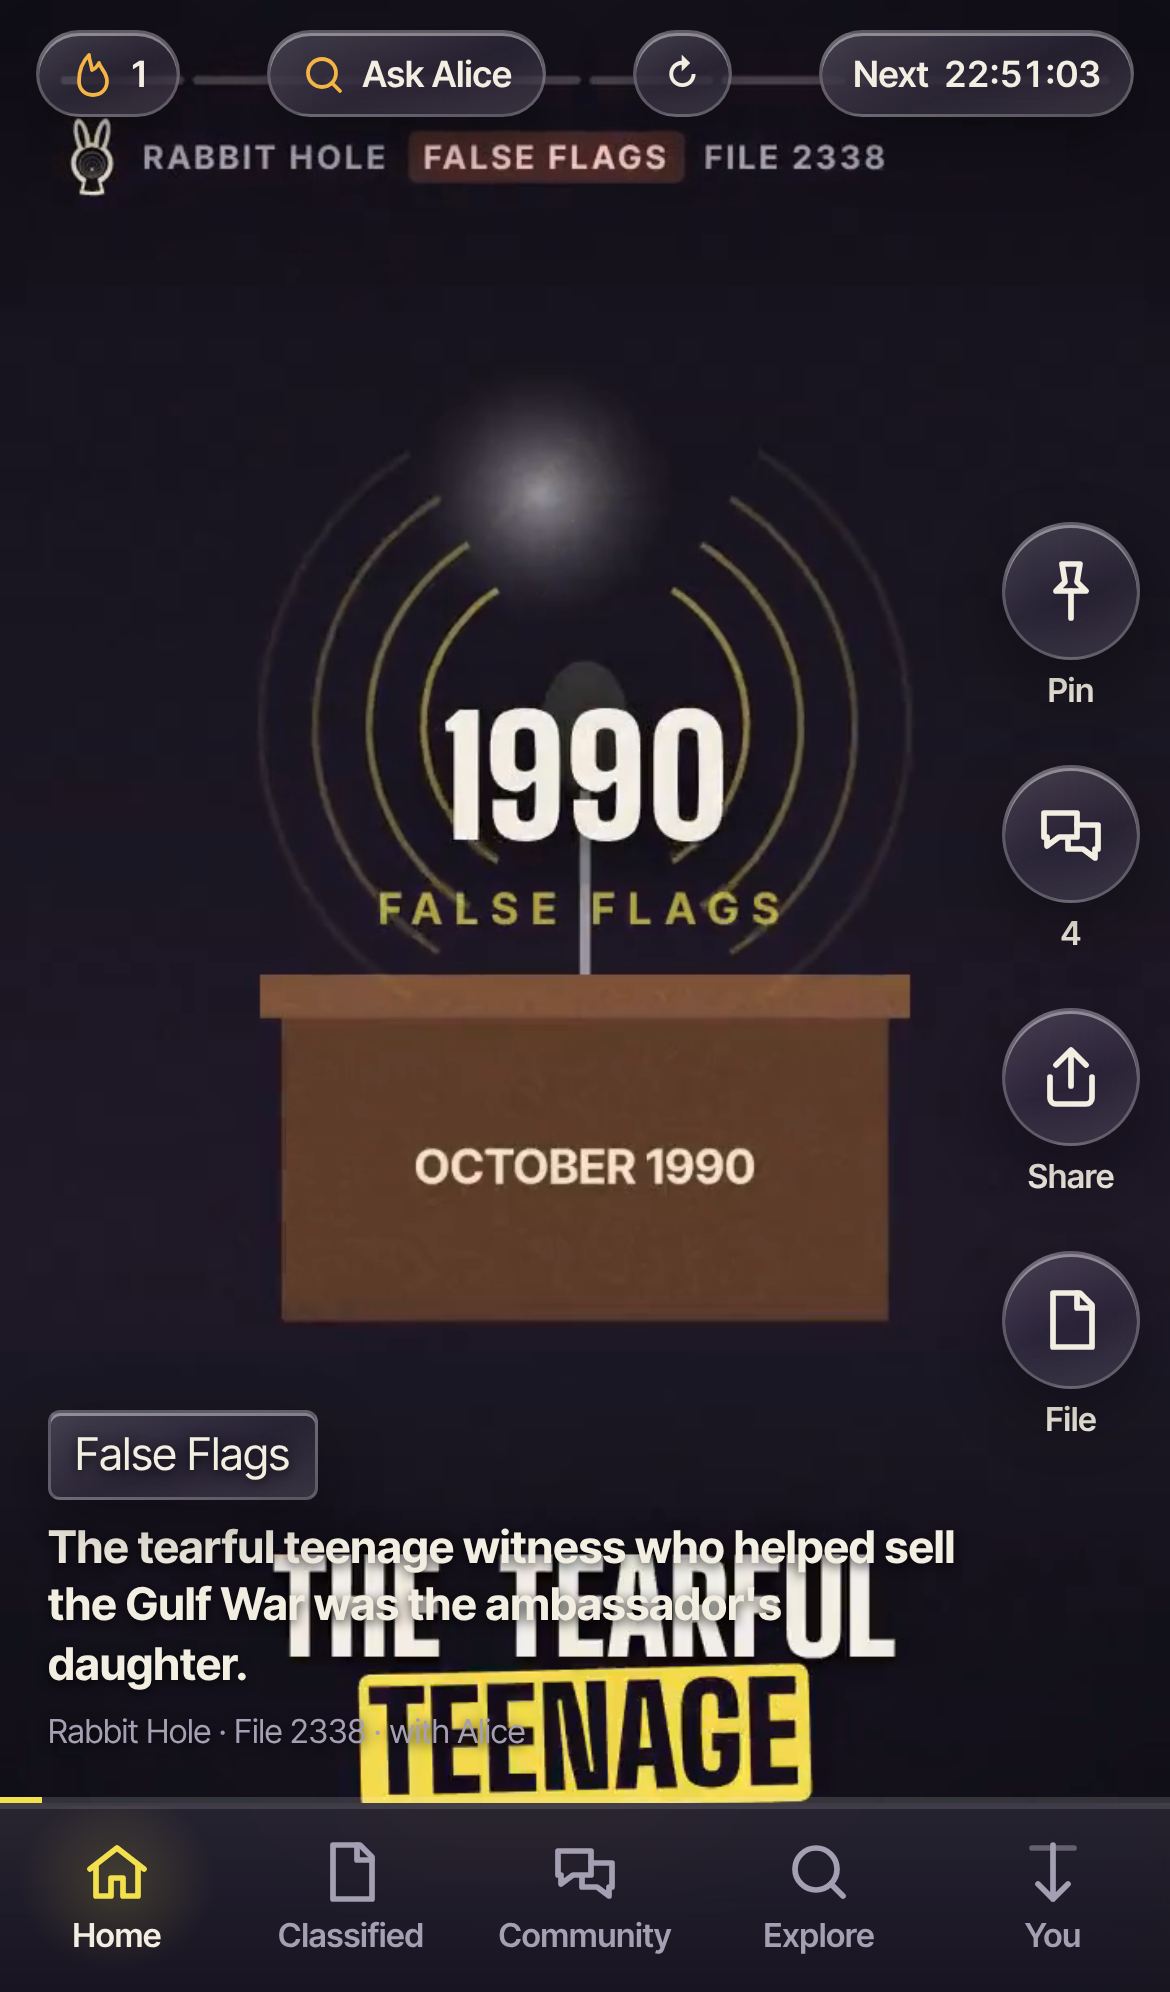 1
Ask Alice
Next 22:51:03
RABBIT HOLE FALSE FLAGS FILE 2338
1990
FALSE FLAGS
OCTOBER 1990
Pin
4
Share
File
False Flags
The tearful teenage witness who helped sell
the Gulf War was the ambassador's
daughter.
THE TEARFUL
TEENAGE
Rabbit Hole · File 2338 · with Alice
Home
Classified
Community
Explore
You